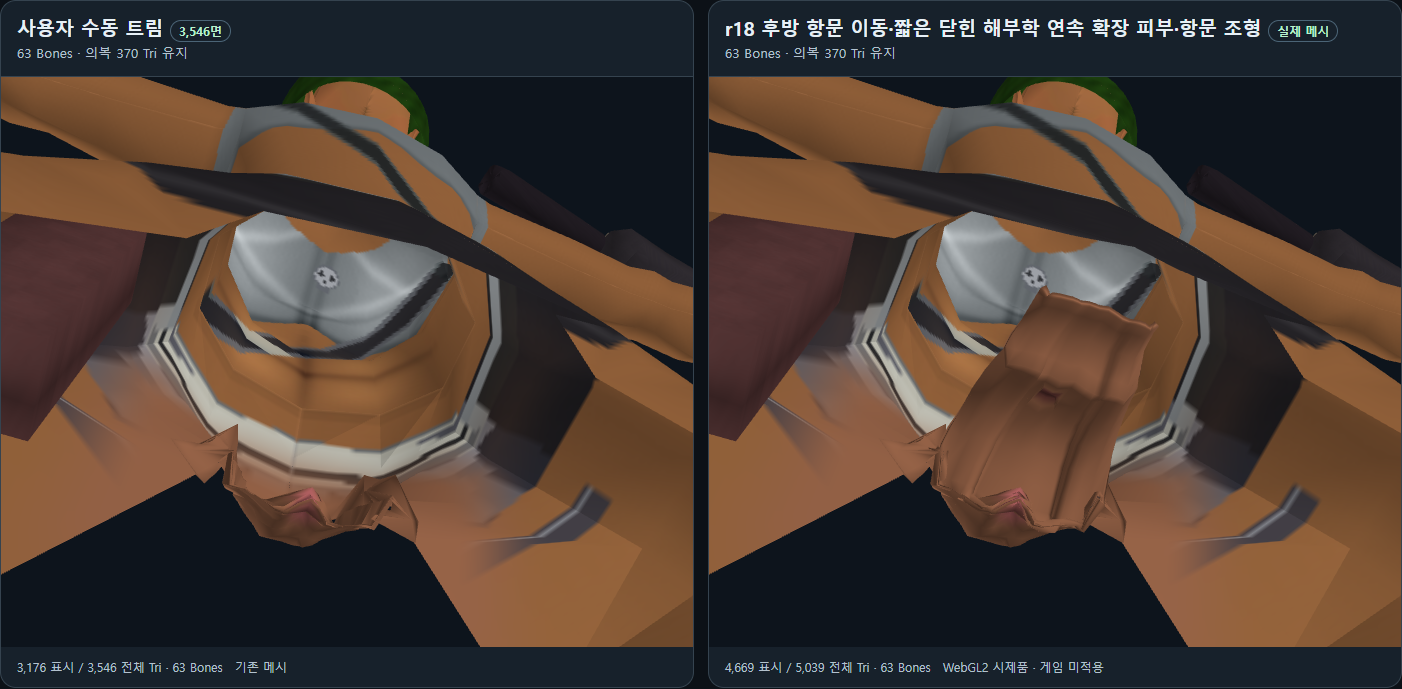 사용자 수동 트림 3,546면
63 Bones · 의복 370 Tri 유지
3,176 표시 / 3,546 전체 Tri · 63 Bones 기존 메시
r18 후방 항문 이동·짧은 닫힌 해부학 연속 확장 피부·항문 조형 실제 메시
63 Bones · 의복 370 Tri 유지
4,669 표시 / 5,039 전체 Tri · 63 Bones WebGL2 시제품 · 게임 미적용